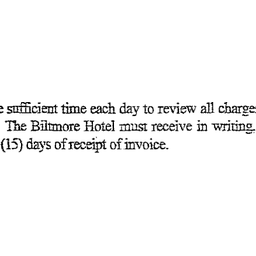 e sufficient time each day to review all charge
The Biltmore Hotel must receive in writing,
(15) days of receipt of invoice.